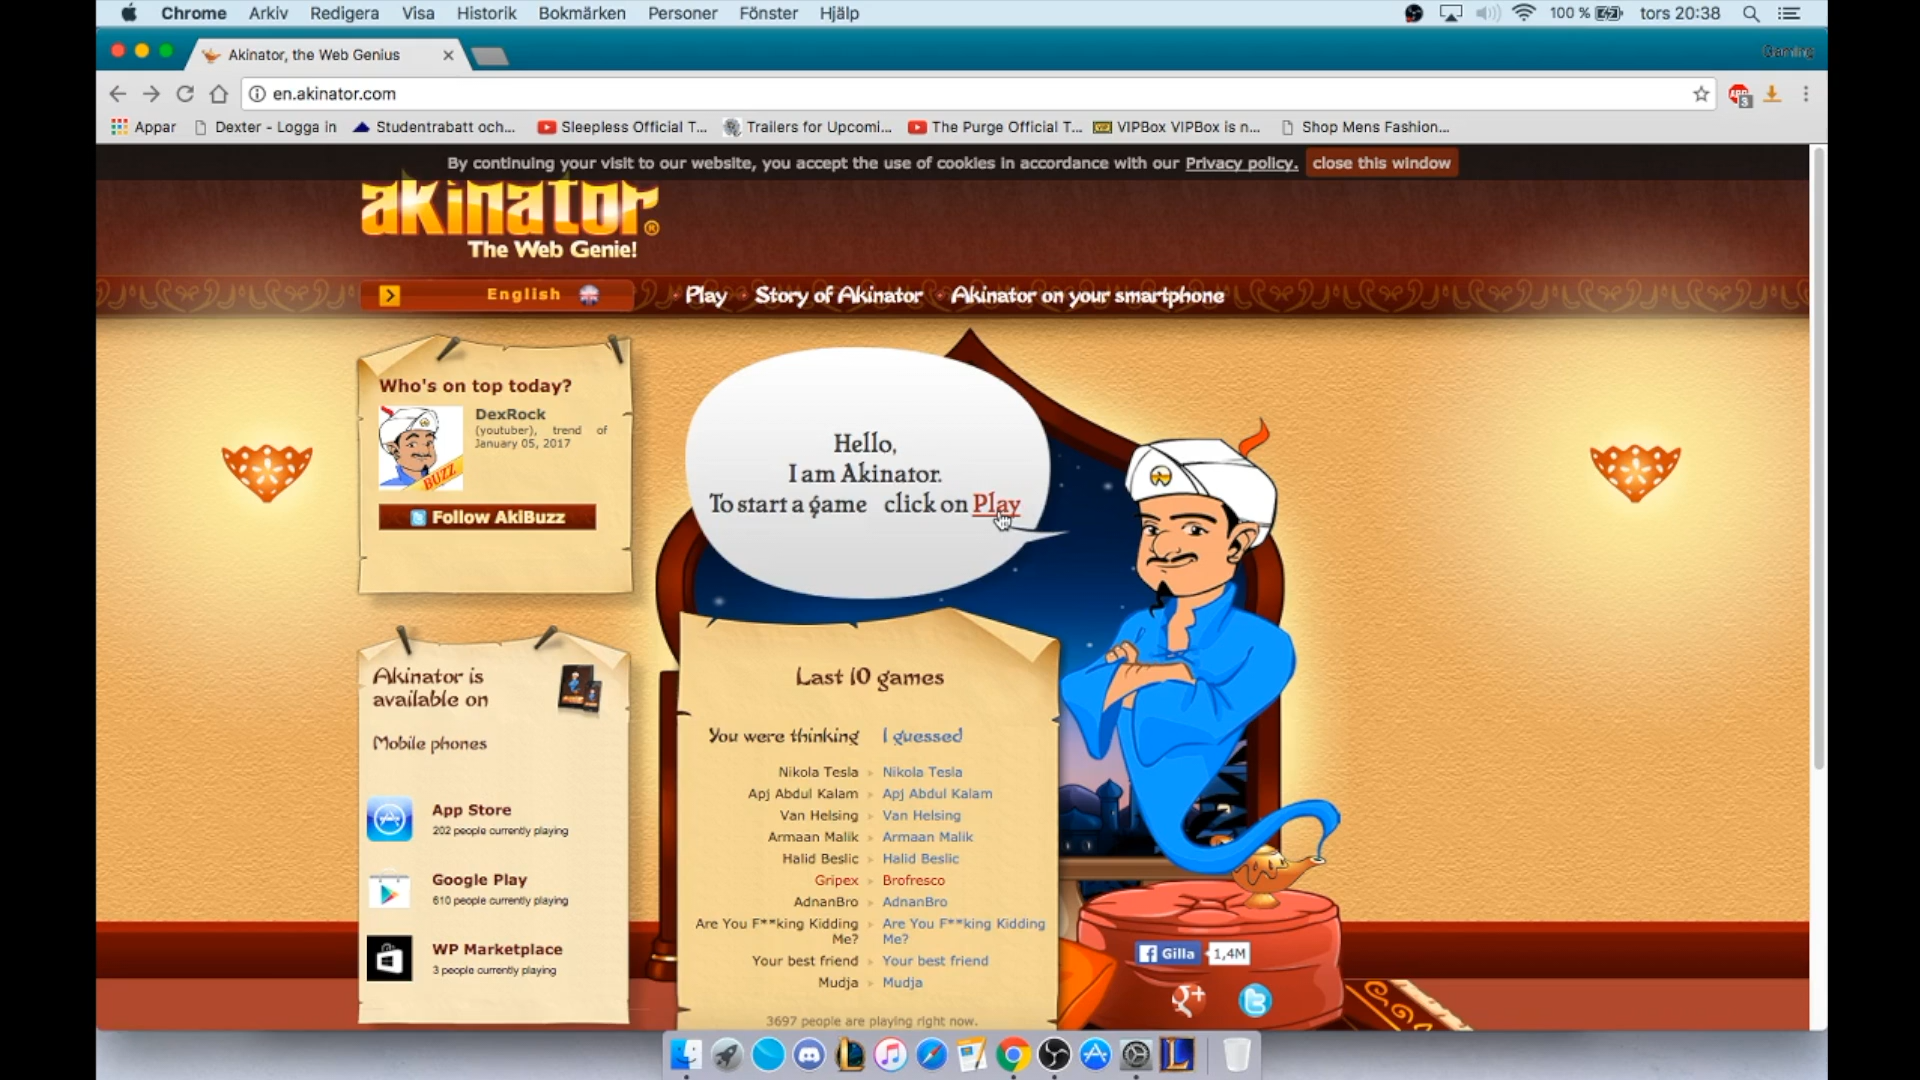 Chrome Arkiv Redigera Visa Historik Bokmärken Personer Fönster Hjälp 100 % tors 20:38
Akinator, the Web Genius Gaming
en.akinator.com
Appar Dexter - Logga in Studentrabatt och... Sleepless Official T... Trailers for Upcomi... The Purge Official T... VIPBox VIPBox is n... Shop Mens Fashion...
By continuing your visit to our website, you accept the use of cookies in accordance with our Privacy policy. close this window
akinator®
The Web Genie!
English Play Story of Akinator Akinator on your smartphone
Who's on top today?
DexRock
(youtuber), trend of
January 05, 2017
BUZZ
Follow AkiBuzz
Hello,
I am Akinator.
To start a game click on Play
Akinator is
available on
Mobile phones
App Store
202 people currently playing
Google Play
610 people currently playing
WP Marketplace
3 people currently playing
Last 10 games
You were thinking I guessed
Nikola Tesla Nikola Tesla
Apj Abdul Kalam Apj Abdul Kalam
Van Helsing Van Helsing
Armaan Malik Armaan Malik
Halid Beslic Halid Beslic
Gripex Brofresco
AdnanBro AdnanBro
Are You F**king Kidding Are You F**king Kidding
Me? Me?
Your best friend Your best friend
Mudja Mudja
3697 people are playing right now.
Gilla 1,4M